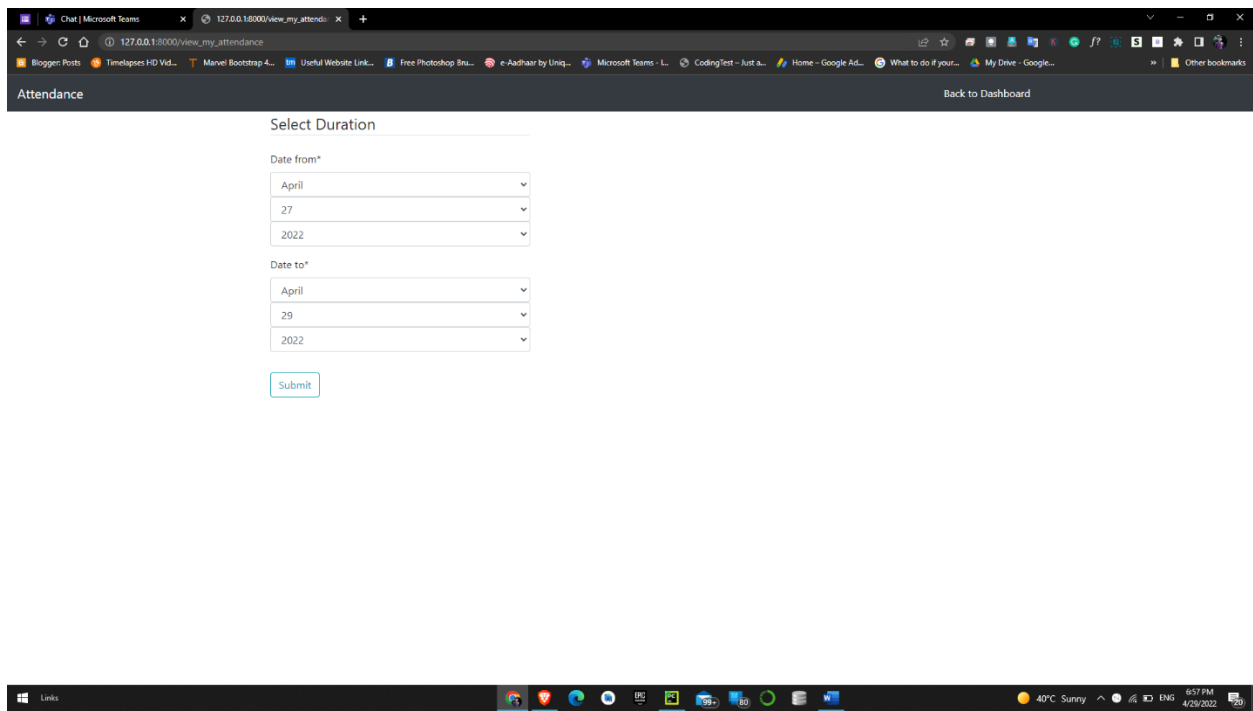 Chat | Microsoft Teams
127.0.0.1:8000/view_my_attenda
127.0.0.1:8000/view_my_attendance
Blogger: Posts Timelapses HD Vid... Marvel Bootstrap 4... Useful Website Link... Free Photoshop Bru... e-Aadhaar by Uniq... Microsoft Teams - L... CodingTest – Just a... Home – Google Ad... What to do if your... My Drive - Google... » Other bookmarks
Attendance Back to Dashboard
Select Duration
Date from*
April
27
2022
Date to*
April
29
2022
Submit
Links 99+ 80 40°C Sunny ENG 6:57 PM
4/29/2022 20